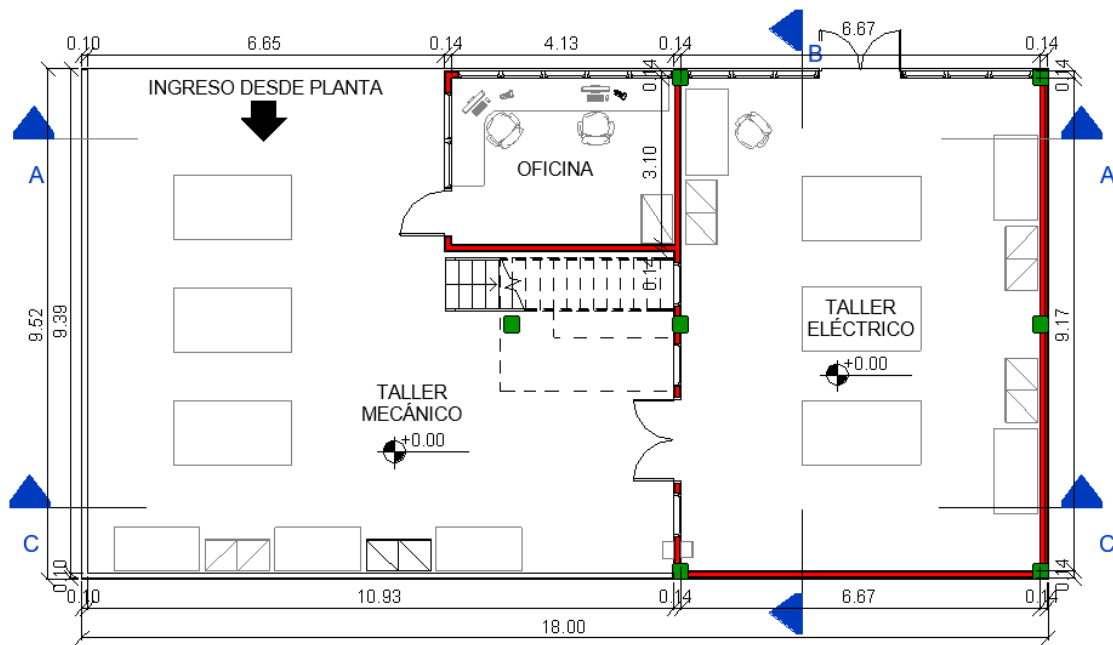 0.10 6.65 0.14 4.13 0.14 6.67 0.14
B
INGRESO DESDE PLANTA
0.14
A
A
OFICINA
3.10
0.14
9.52
9.39
TALLER
ELÉCTRICO
9.17
+0.00
TALLER
MECÁNICO
+0.00
C
C
0.10
0.14
0.10 10.93 0.14 6.67 0.14
18.00